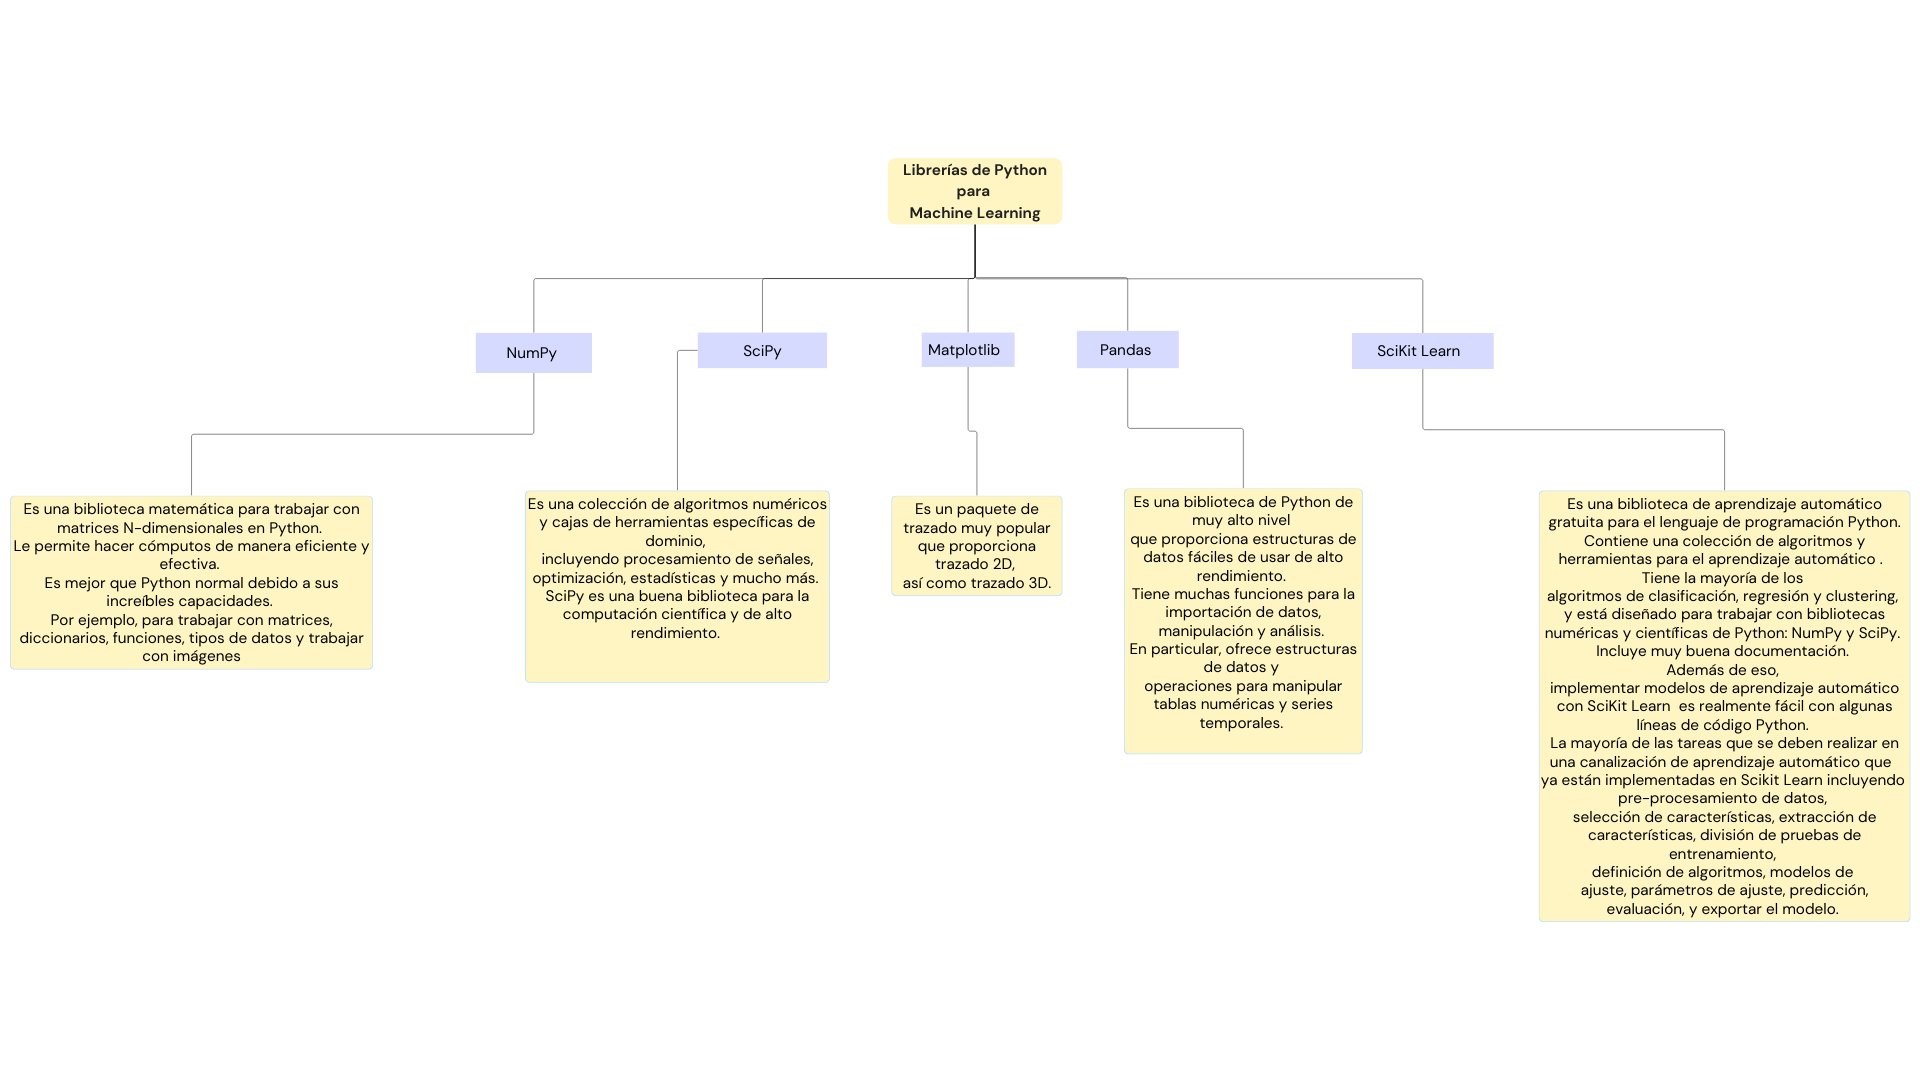 Librerías de Python
para
Machine Learning
NumPy
SciPy
Matplotlib
Pandas
SciKit Learn
Es una biblioteca matemática para trabajar con
matrices N-dimensionales en Python.
Le permite hacer cómputos de manera eficiente y
efectiva.
Es mejor que Python normal debido a sus
increíbles capacidades.
Por ejemplo, para trabajar con matrices,
diccionarios, funciones, tipos de datos y trabajar
con imágenes
Es una colección de algoritmos numéricos
y cajas de herramientas específicas de
dominio,
incluyendo procesamiento de señales,
optimización, estadísticas y mucho más.
SciPy es una buena biblioteca para la
computación científica y de alto
rendimiento.
Es un paquete de
trazado muy popular
que proporciona
trazado 2D,
así como trazado 3D.
Es una biblioteca de Python de
muy alto nivel
que proporciona estructuras de
datos fáciles de usar de alto
rendimiento.
Tiene muchas funciones para la
importación de datos,
manipulación y análisis.
En particular, ofrece estructuras
de datos y
operaciones para manipular
tablas numéricas y series
temporales.
Es una biblioteca de aprendizaje automático
gratuita para el lenguaje de programación Python.
Contiene una colección de algoritmos y
herramientas para el aprendizaje automático .
Tiene la mayoría de los
algoritmos de clasificación, regresión y clustering,
y está diseñado para trabajar con bibliotecas
numéricas y científicas de Python: NumPy y SciPy.
Incluye muy buena documentación.
Además de eso,
implementar modelos de aprendizaje automático
con SciKit Learn  es realmente fácil con algunas
líneas de código Python.
La mayoría de las tareas que se deben realizar en
una canalización de aprendizaje automático que
ya están implementadas en Scikit Learn incluyendo
pre-procesamiento de datos,
selección de características, extracción de
características, división de pruebas de
entrenamiento,
definición de algoritmos, modelos de
ajuste, parámetros de ajuste, predicción,
evaluación, y exportar el modelo.